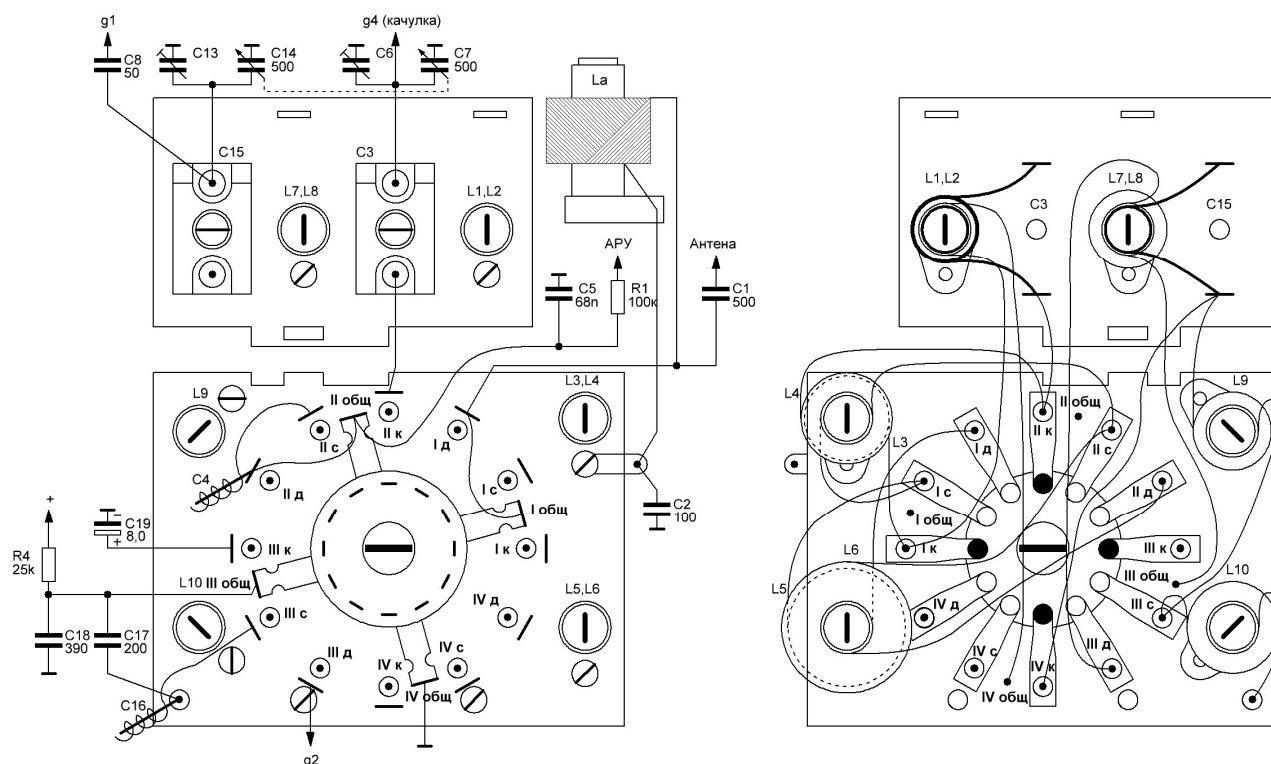 g1
g4 (качулка)
C8
50
C13
C14
500
C6
C7
500
La
C15
C3
L7,L8
L1,L2
АРУ
Антена
C5
68n
R1
100к
C1
500
L9
II общ
II к
II с
I д
L3,L4
C4
II д
I с
I общ
C2
100
+
R4
25k
C19
8,0
−
+
III к
I к
L10
III общ
III с
IV д
L5,L6
C18
390
C17
200
III д
IV к
IV с
IV общ
C16
g2
L1,L2
C3
L7,L8
C15
L4
L9
II общ
II к
II с
I д
L3
I с
II д
I общ
I к
III к
L6
III общ
L10
L5
IV д
III с
IV с
IV к
III д
IV общ